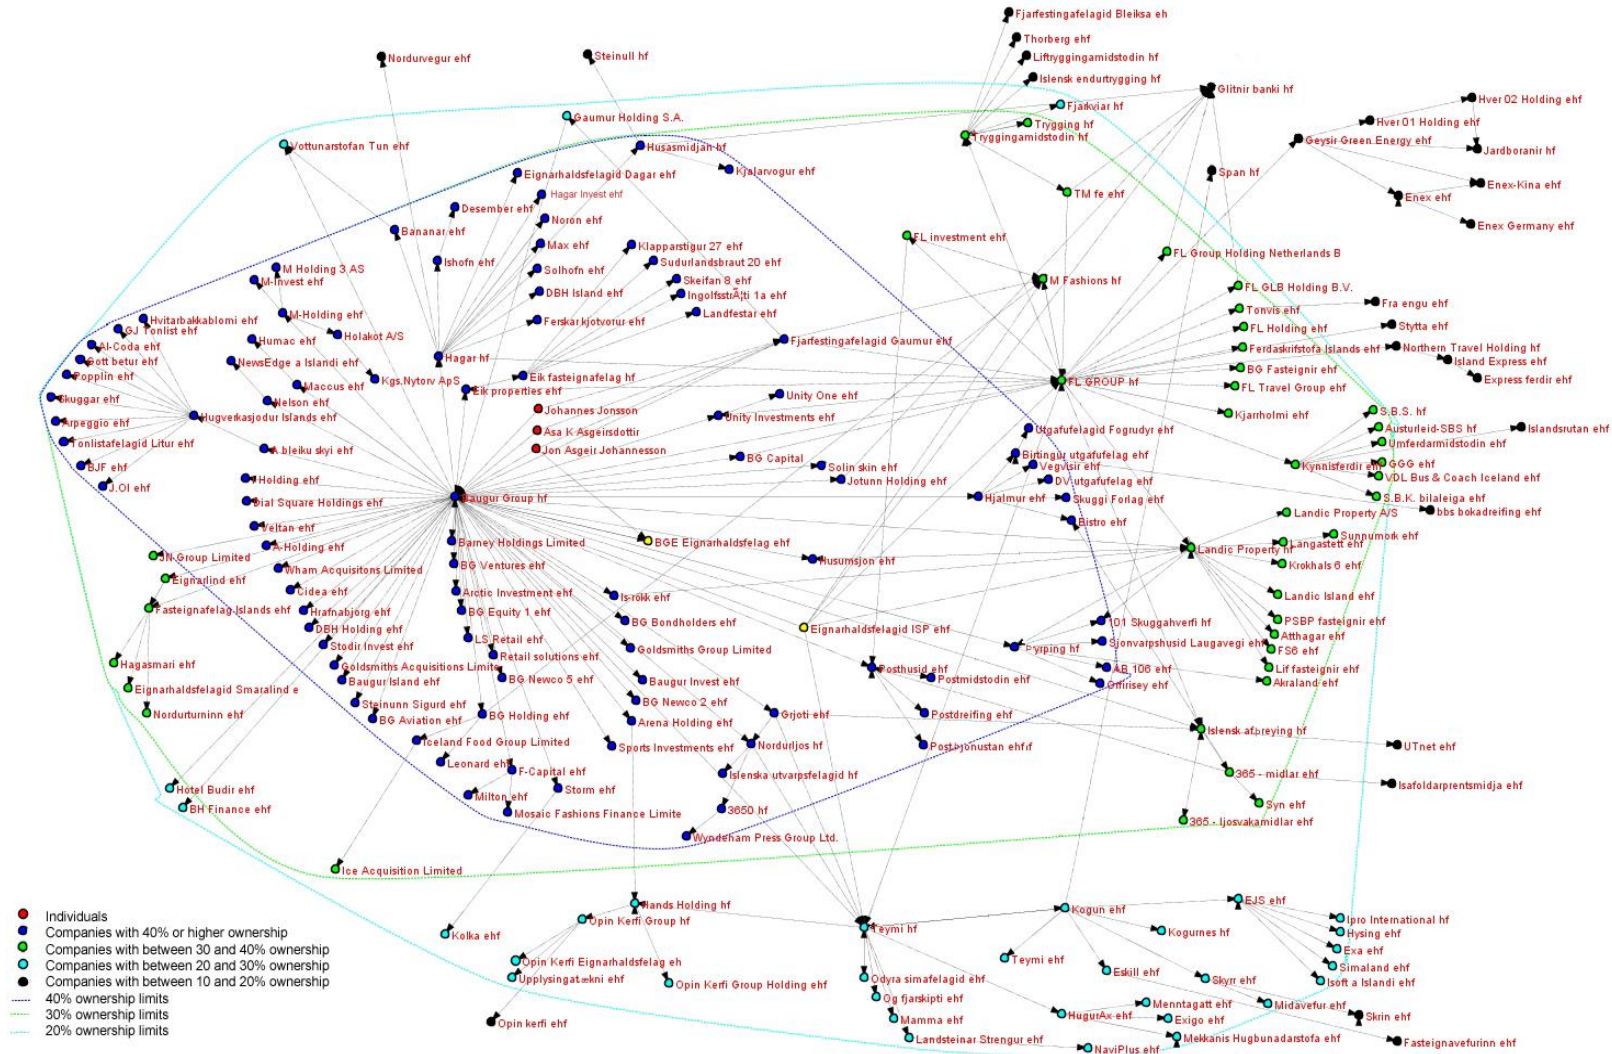 Fjarfestingafelagid Bleiksa eh
Thorberg ehf
Liftryggingamidstodin hf
Islensk endurtrygging hf
Nordurvegur ehf
Steinull hf
Glitnir banki hf
Fjarkviar hf
Trygging hf
Tryggingamidstodin hf
Hver 02 Holding ehf
Hver 01 Holding ehf
Geysir Green Energy ehf
Jardboranir hf
Gaumur Holding S.A.
Vottunarstofan Tun ehf
Husasmidjan hf
Kjalarvogur ehf
Eignarhaldsfelagid Dagar ehf
Hagar Invest ehf
Span hf
TM fe ehf
Enex-Kina ehf
Enex ehf
Enex Germany ehf
Desember ehf
Noron ehf
Bananar ehf
Max ehf
Klapparstigur 27 ehf
FL investment ehf
FL Group Holding Netherlands B
Ishofn ehf
Solhofn ehf
Sudurlandsbraut 20 ehf
M Holding 3 AS
M-Invest ehf
Skeifan 8 ehf
M Fashions hf
DBH Island ehf
IngolfsstrÃ¦ti 1a ehf
FL GLB Holding B.V.
Fra engu ehf
Tonvis ehf
M-Holding ehf
Ferskar kjotvorur ehf
Landfestar ehf
Hvitarbakkablomi ehf
GJ Tonlist ehf
Holakot A/S
FL Holding ehf
Stytta ehf
Al-Coda ehf
Humac ehf
Fjarfestingafelagid Gaumur ehf
Ferdaskrifstofa Islands ehf
Northern Travel Holding hf
Gott betur ehf
NewsEdge a Islandi ehf
Hagar hf
Island Express ehf
Popplin ehf
Kgs.Nytorv ApS
Eik fasteignafelag hf
BG Fasteignir ehf
Express ferdir ehf
Maccus ehf
Eik properties ehf
FL GROUP hf
FL Travel Group ehf
Skuggar ehf
Nelson ehf
Unity One ehf
Johannes Jonsson
Unity Investments ehf
Kjarrholmi ehf
S.B.S. hf
Arpeggio ehf
Hugverkasjodur Islands ehf
Asa K Asgeirsdottir
Utgafufelagid Fogrudyr ehf
Austurleid-SBS hf
Islandsrutan ehf
Tonlistafelagid Litur ehf
Umferdarmidstodin ehf
A bleiku skyi ehf
Jon Asgeir Johannesson
BG Capital
Birtingur utgafufelag ehf
BJF ehf
Solin skin ehf
Vegvisir ehf
Kynnisferdir ehf
GGG ehf
J.Ol ehf
I Holding ehf
Jotunn Holding ehf
DV utgafufelag ehf
VDL Bus & Coach Iceland ehf
Dial Square Holdings ehf
Baugur Group hf
Hjalmur ehf
Skuggi Forlag ehf
S.B.K. bilaleiga ehf
bbs bokadreifing ehf
Veltan ehf
Bistro ehf
Landic Property A/S
A-Holding ehf
Barney Holdings Limited
BGE Eignarhaldsfelag ehf
Landic Property hf
Langastett ehf
Sunnumork ehf
JN Group Limited
BG Ventures ehf
Husumsjon ehf
Krokhals 6 ehf
Wham Acquisitons Limited
Eignarlind ehf
Cidea ehf
Arctic Investment ehf
Is-rokk ehf
Landic Island ehf
Fasteignafelag Islands ehf
Hrafnabjorg ehf
BG Equity 1 ehf
BG Bondholders ehf
101 Skuggahverfi hf
PSBP fasteignir ehf
DBH Holding ehf
Eignarhaldsfelagid ISP ehf
Atthagar ehf
Stodir Invest ehf
LS Retail ehf
Goldsmiths Group Limited
Pyrping hf
Sjonvarpshusid Laugavegi ehf
FS6 ehf
Hagasmari ehf
Goldsmiths Acquisitions Limite
Retail solutions ehf
Posthusid ehf
AB 106 ehf
Lif fasteignir ehf
Baugur Island ehf
BG Newco 5 ehf
Baugur Invest ehf
Postmidstodin ehf
Offirisey ehf
Akraland ehf
Eignarhaldsfelagid Smaralind e
Steinunn Sigurd ehf
BG Newco 2 ehf
Nordurturninn ehf
BG Aviation ehf
BG Holding ehf
Arena Holding ehf
Grjoti ehf
Postdreifing ehf
Islensk afpreying hf
Iceland Food Group Limited
Sports Investments ehf
Nordurljos hf
UTnet ehf
Leonard ehf
F-Capital ehf
Islenska utvarpsfelagid hf
365 - midlar ehf
Isafoldarprentsmidja ehf
Hotel Budir ehf
Storm ehf
BH Finance ehf
Milton ehf
Mosaic Fashions Finance Limite
3650 hf
Syn ehf
365 - ljosvakamidlar ehf
Wyndeham Press Group Ltd.
Ice Acquisition Limited
Hands Holding hf
Kogun ehf
EJS ehf
Opin Kerfi Group hf
Teymi hf
Kogurnes hf
Ipro International hf
Kolka ehf
Hysing ehf
Exa ehf
Opin Kerfi Eignarhaldsfelag eh
Teymi ehf
Eskill ehf
Simaland ehf
Upplysingatækni ehf
Opin Kerfi Group Holding ehf
Odyra simafelagid ehf
Skyrr ehf
Isoft a Islandi ehf
Og fjarskipti ehf
Menntagatt ehf
Midavefur ehf
Opin kerfi ehf
Mamma ehf
HugurAx ehf
Exigo ehf
Skrin ehf
Landsteinar Strengur ehf
Mekkanis Hugbunadarstofa ehf
Fasteignavefurinn ehf
NaviPlus ehf
Individuals
Companies with 40% or higher ownership
Companies with between 30 and 40% ownership
Companies with between 20 and 30% ownership
Companies with between 10 and 20% ownership
40% ownership limits
30% ownership limits
20% ownership limits